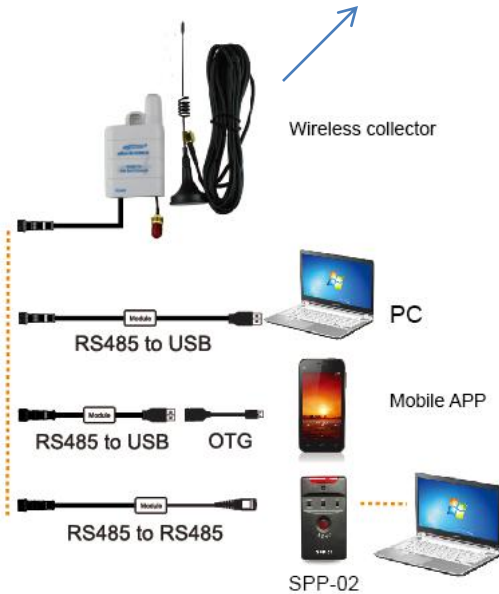 Wireless collector
Module
PC
RS485 to USB
Mobile APP
Module
RS485 to USB
OTG
Module
RS485 to RS485
SPP-02